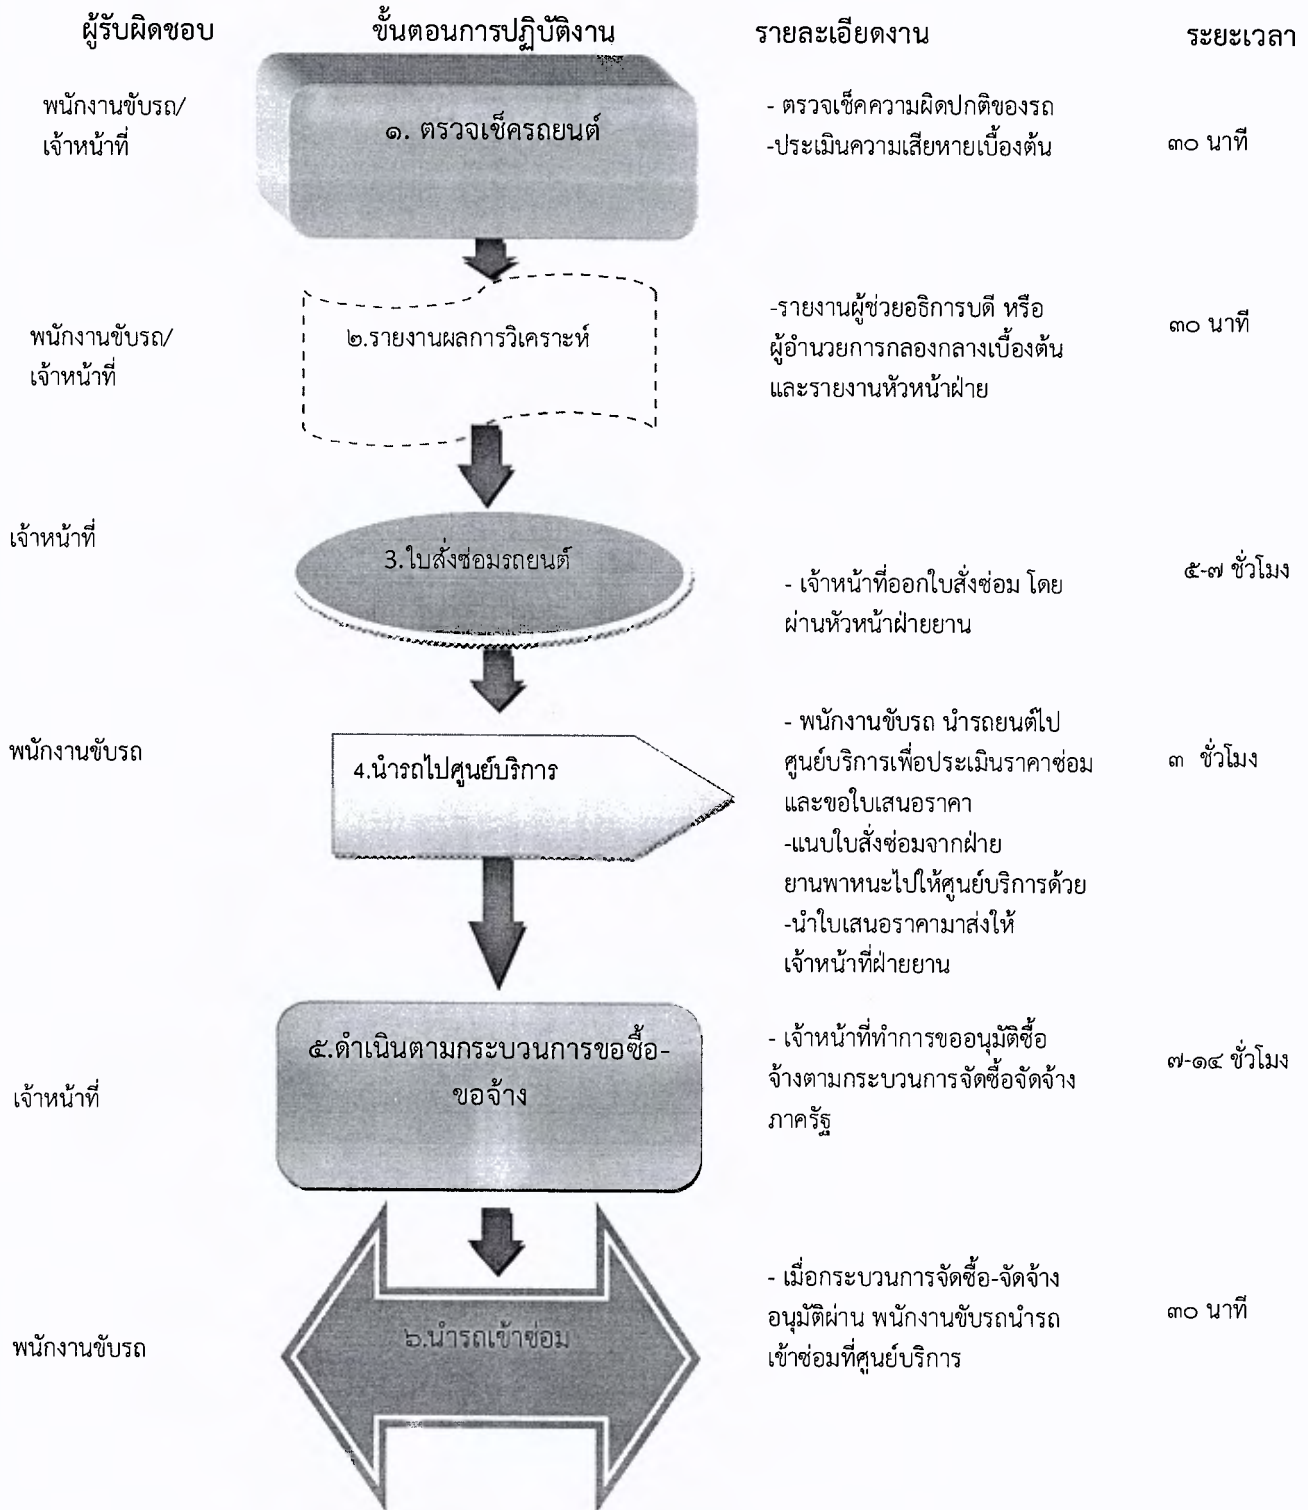 ผู้รับผิดชอบ ขั้นตอนการปฏิบัติงาน รายละเอียดงาน ระยะเวลา
พนักงานขับรถ/
เจ้าหน้าที่
๑. ตรวจเช็ครถยนต์
- ตรวจเช็คความผิดปกติของรถ
-ประเมินความเสียหายเบื้องต้น
๓๐ นาที
พนักงานขับรถ/
เจ้าหน้าที่
๒.รายงานผลการวิเคราะห์
-รายงานผู้ช่วยอธิการบดี หรือ
ผู้อำนวยการกลองกลางเบื้องต้น
และรายงานหัวหน้าฝ่าย
๓๐ นาที
เจ้าหน้าที่
3.ใบสั่งซ่อมรถยนต์
- เจ้าหน้าที่ออกใบสั่งซ่อม โดย
ผ่านหัวหน้าฝ่ายยาน
๕-๗ ชั่วโมง
พนักงานขับรถ
4.นำรถไปศูนย์บริการ
- พนักงานขับรถ นำรถยนต์ไป
ศูนย์บริการเพื่อประเมินราคาซ่อม
และขอใบเสนอราคา
-แนบใบสั่งซ่อมจากฝ่าย
ยานพาหนะไปให้ศูนย์บริการด้วย
-นำใบเสนอราคามาส่งให้
เจ้าหน้าที่ฝ่ายยาน
๓ ชั่วโมง
เจ้าหน้าที่
๕.ดำเนินตามกระบวนการขอซื้อ-
ขอจ้าง
- เจ้าหน้าที่ทำการขออนุมัติซื้อ
จ้างตามกระบวนการจัดซื้อจัดจ้าง
ภาครัฐ
๗-๑๔ ชั่วโมง
พนักงานขับรถ
๖.นำรถเข้าซ่อม
- เมื่อกระบวนการจัดซื้อ-จัดจ้าง
อนุมัติผ่าน พนักงานขับรถนำรถ
เข้าซ่อมที่ศูนย์บริการ
๓๐ นาที